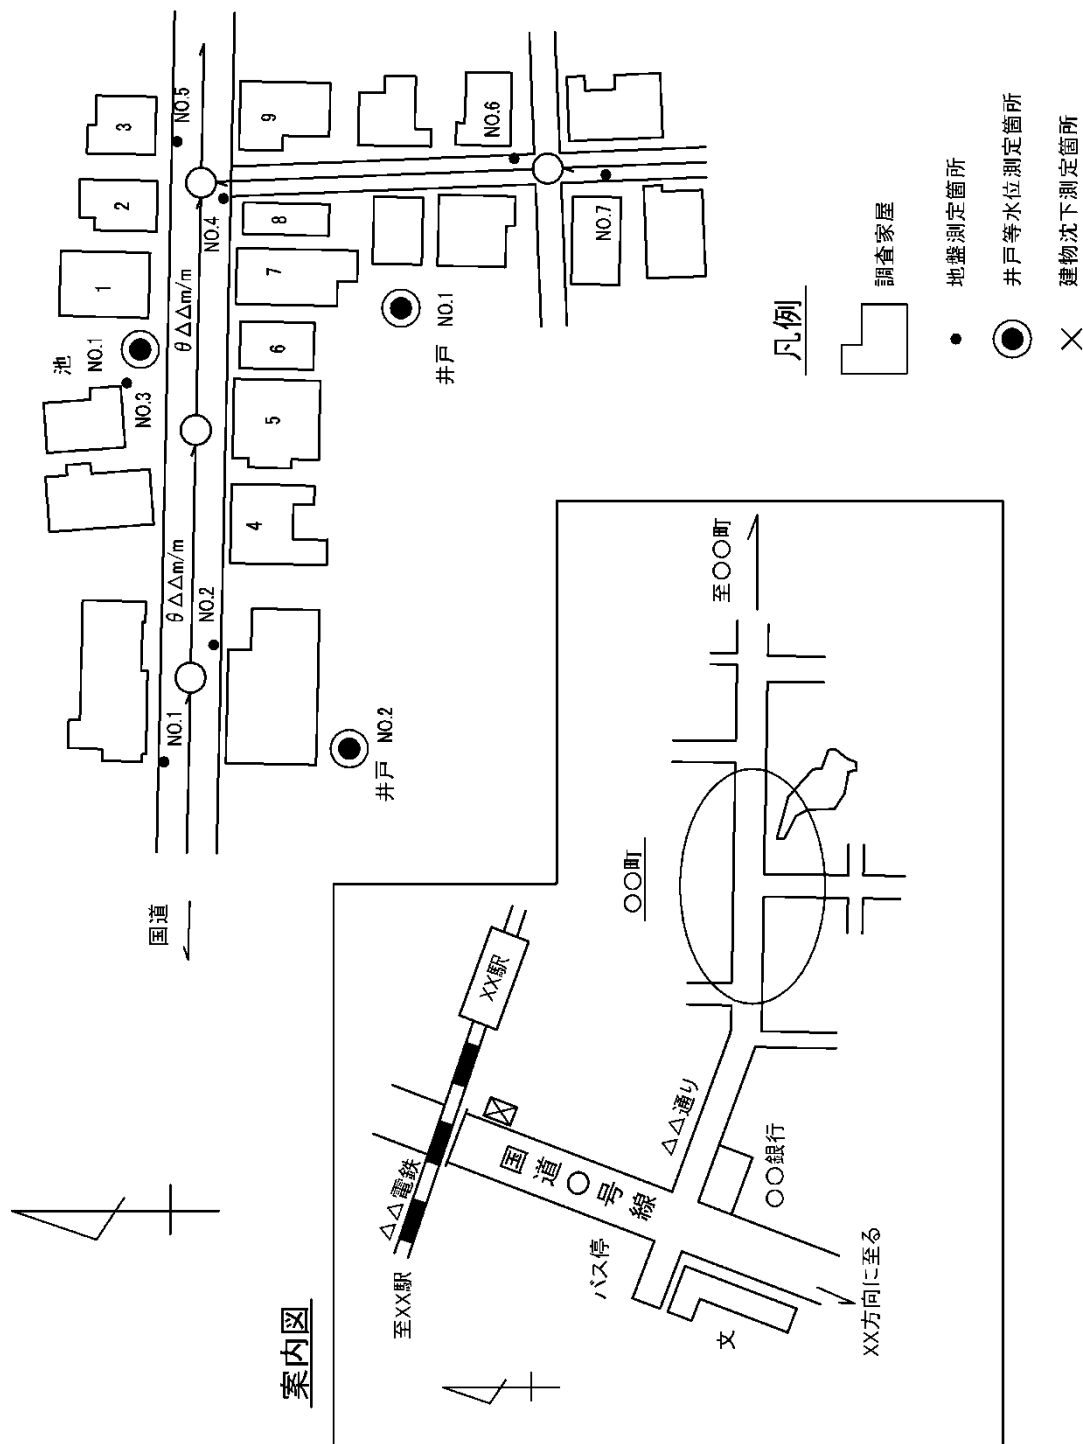 3
NO.5
2
1
池
NO.1
NO.3
θ△△m/m
θ△△m/m
NO.4
NO.2
NO.1
国道
9
8
7
6
5
4
NO.6
NO.7
井戸 NO.1
井戸 NO.2
凡例
調査家屋
地盤測定箇所
井戸等水位測定箇所
建物沈下測定箇所
案内図
至XX駅
△△電鉄
XX駅
国道○号線
バス停
文
△△通り
○○銀行
XX方向に至る
○○町
至○○町